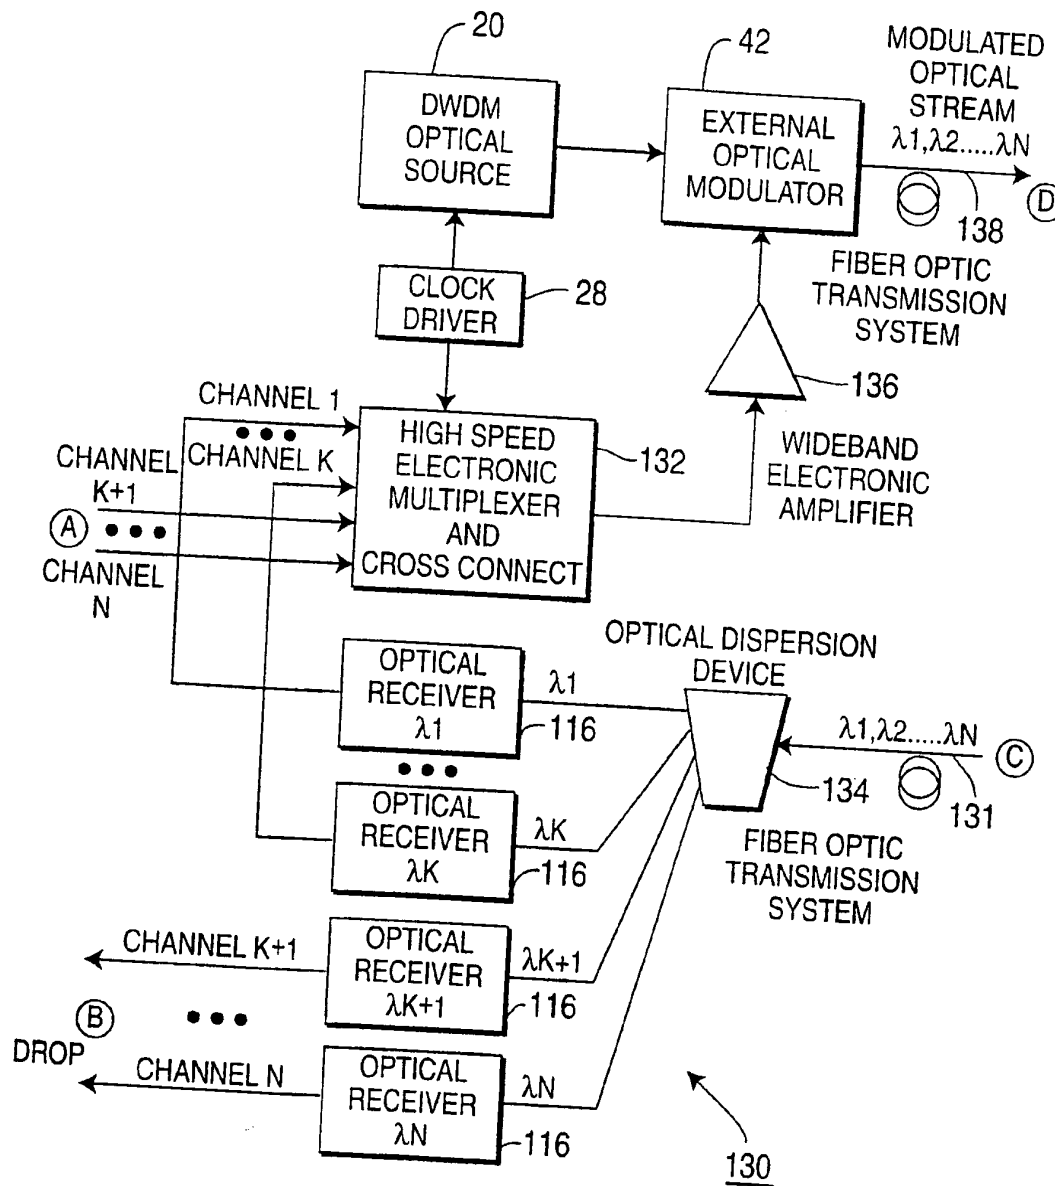 20
DWDM
OPTICAL
SOURCE
42
EXTERNAL
OPTICAL
MODULATOR
MODULATED
OPTICAL
STREAM
λ1,λ2.....λN
D
138
FIBER OPTIC
TRANSMISSION
SYSTEM
CLOCK
DRIVER
28
136
WIDEBAND
ELECTRONIC
AMPLIFIER
CHANNEL 1
CHANNEL K
CHANNEL
K+1
A
CHANNEL
N
HIGH SPEED
ELECTRONIC
MULTIPLEXER
AND
CROSS CONNECT
132
OPTICAL DISPERSION
DEVICE
OPTICAL
RECEIVER
λ1
λ1
116
λ1,λ2.....λN
C
134
131
FIBER OPTIC
TRANSMISSION
SYSTEM
OPTICAL
RECEIVER
λK
λK
116
CHANNEL K+1
OPTICAL
RECEIVER
λK+1
λK+1
116
B
DROP
CHANNEL N
OPTICAL
RECEIVER
λN
λN
116
130